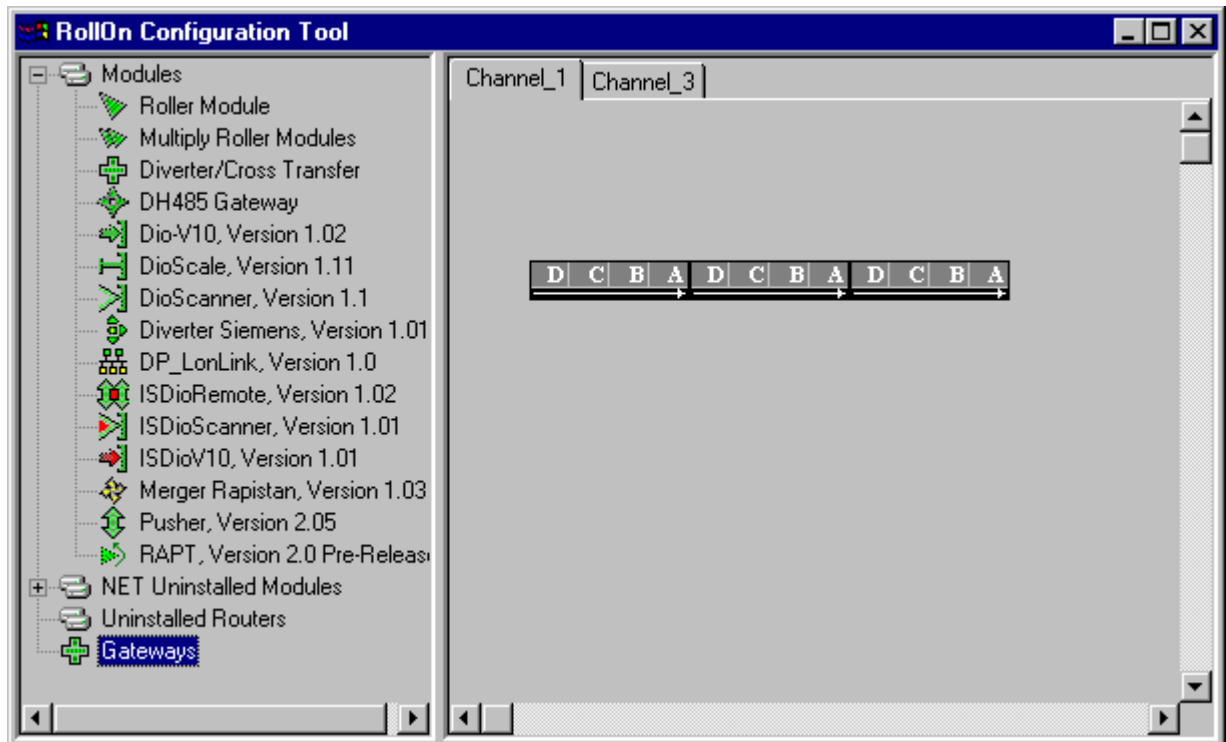 RollOn Configuration Tool
Modules
Roller Module
Multiply Roller Modules
Diverter/Cross Transfer
DH485 Gateway
Dio-V10, Version 1.02
DioScale, Version 1.11
DioScanner, Version 1.1
Diverter Siemens, Version 1.01
DP_LonLink, Version 1.0
ISDioRemote, Version 1.02
ISDioScanner, Version 1.01
ISDioV10, Version 1.01
Merger Rapistan, Version 1.03
Pusher, Version 2.05
RAPT, Version 2.0 Pre-Releas
NET Uninstalled Modules
Uninstalled Routers
Gateways
Channel_1 Channel_3
D C B A D C B A D C B A